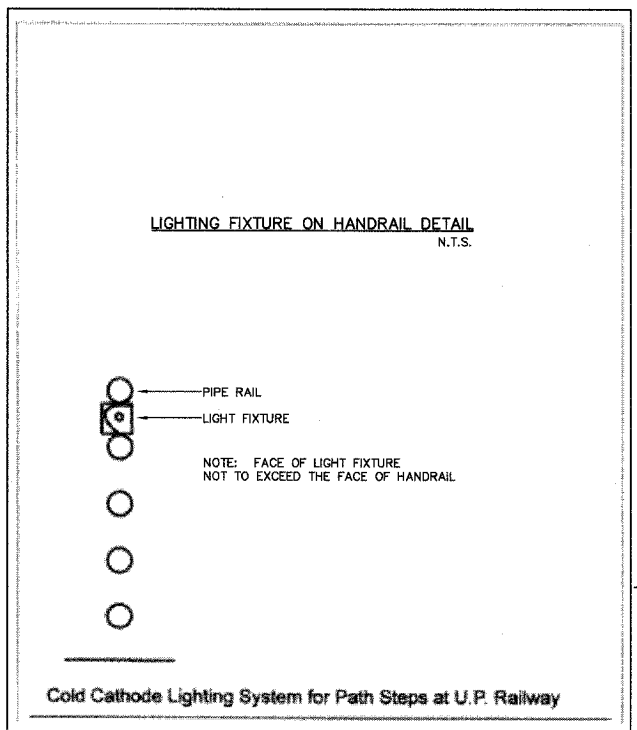 LIGHTING FIXTURE ON HANDRAIL DETAIL
N.T.S.
PIPE RAIL
LIGHT FIXTURE
NOTE: FACE OF LIGHT FIXTURE
NOT TO EXCEED THE FACE OF HANDRAIL
Cold Cathode Lighting System for Path Steps at U.P. Railway